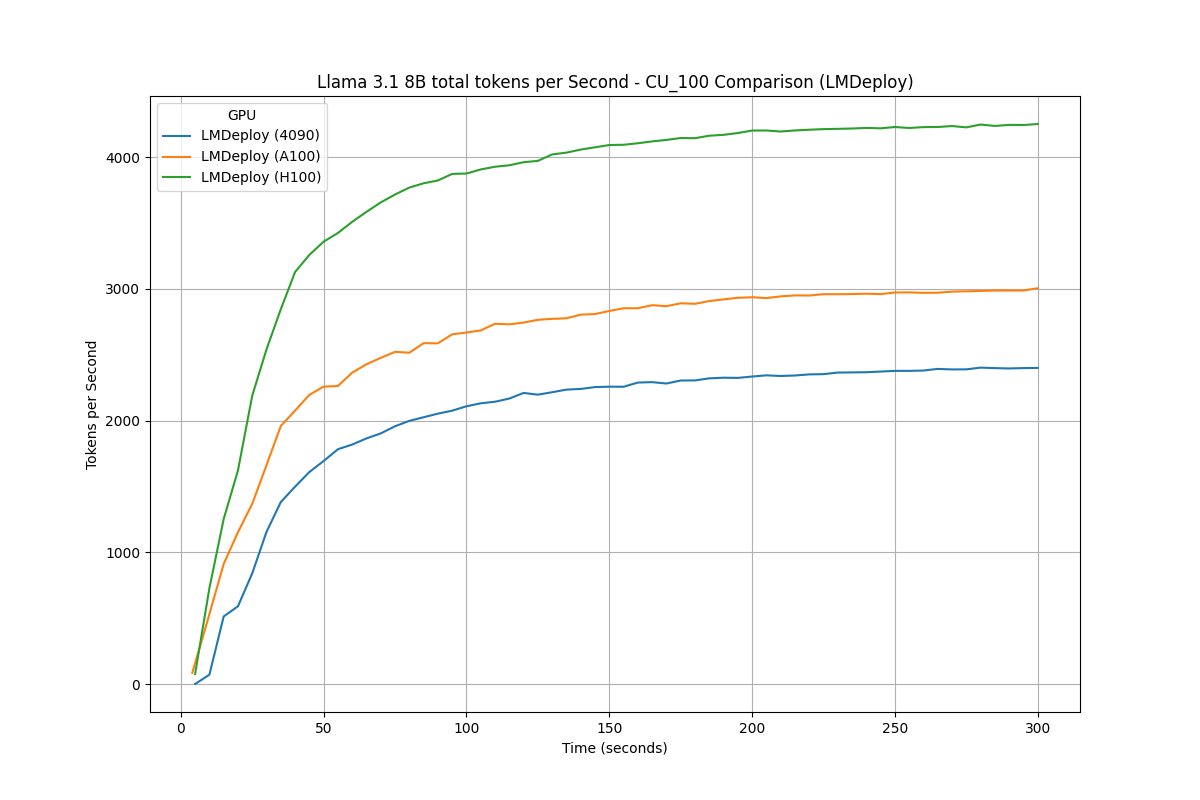 Llama 3.1 8B total tokens per Second - CU_100 Comparison (LMDeploy)
GPU
LMDeploy (4090)
LMDeploy (A100)
LMDeploy (H100)
Tokens per Second
4000
3000
2000
1000
0
0 50 100 150 200 250 300
Time (seconds)